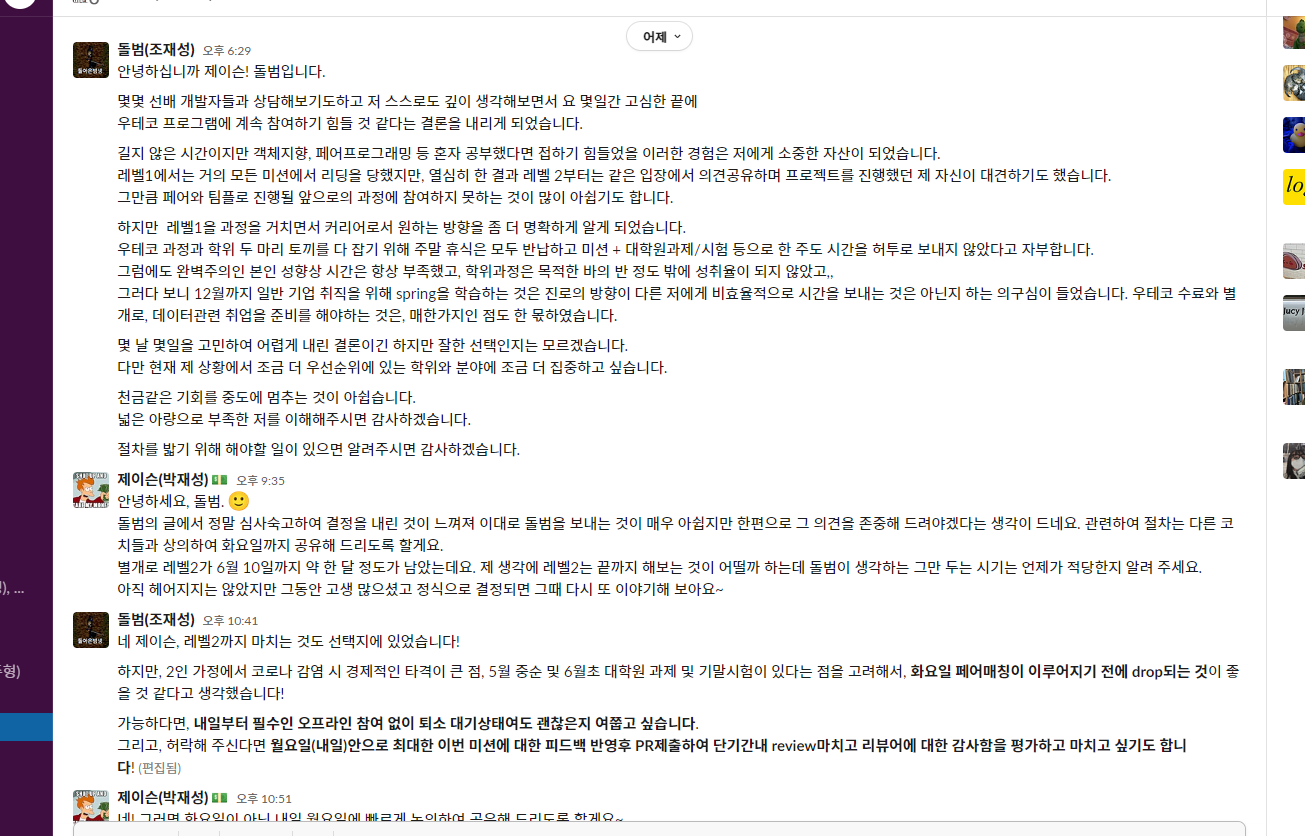 어제
돌범(조재성) 오후 6:29
안녕하십니까 제이슨! 돌범입니다.
몇몇 선배 개발자들과 상담해보기도하고 저 스스로도 깊이 생각해보면서 요 몇일간 고심한 끝에
우테코 프로그램에 계속 참여하기 힘들 것 같다는 결론을 내리게 되었습니다.
길지 않은 시간이지만 객체지향, 페어프로그래밍 등 혼자 공부했다면 접하기 힘들었을 이러한 경험은 저에게 소중한 자산이 되었습니다.
레벨1에서는 거의 모든 미션에서 리딩을 당했지만, 열심히 한 결과 레벨 2부터는 같은 입장에서 의견공유하며 프로젝트를 진행했던 제 자신이 대견하기도 했습니다.
그만큼 페어와 팀플로 진행될 앞으로의 과정에 참여하지 못하는 것이 많이 아쉽기도 합니다.
하지만 레벨1을 과정을 거치면서 커리어로서 원하는 방향을 좀 더 명확하게 알게 되었습니다.
우테코 과정과 학위 두 마리 토끼를 다 잡기 위해 주말 휴식은 모두 반납하고 미션 + 대학원과제/시험 등으로 한 주도 시간을 허투로 보내지 않았다고 자부합니다.
그럼에도 완벽주의인 본인 성향상 시간은 항상 부족했고, 학위과정은 목적한 바의 반 정도 밖에 성취율이 되지 않았고,,
그러다 보니 12월까지 일반 기업 취직을 위해 spring을 학습하는 것은 진로의 방향이 다른 저에게 비효율적으로 시간을 보내는 것은 아닌지 하는 의구심이 들었습니다. 우테코 수료와 별
개로, 데이터관련 취업을 준비를 해야하는 것은, 매한가지인 점도 한 몫하였습니다.
몇 날 몇일을 고민하여 어렵게 내린 결론이긴 하지만 잘한 선택인지는 모르겠습니다.
다만 현재 제 상황에서 조금 더 우선순위에 있는 학위와 분야에 조금 더 집중하고 싶습니다.
천금같은 기회를 중도에 멈추는 것이 아쉽습니다.
넓은 아량으로 부족한 저를 이해해주시면 감사하겠습니다.
절차를 밟기 위해 해야할 일이 있으면 알려주시면 감사하겠습니다.
제이슨(박재성) 오후 9:35
안녕하세요, 돌범.
돌범의 글에서 정말 심사숙고하여 결정을 내린 것이 느껴져 이대로 돌범을 보내는 것이 매우 아쉽지만 한편으로 그 의견을 존중해 드려야겠다는 생각이 드네요. 관련하여 절차는 다른 코
치들과 상의하여 화요일까지 공유해 드리도록 할게요.
별개로 레벨2가 6월 10일까지 약 한 달 정도가 남았는데요. 제 생각에 레벨2는 끝까지 해보는 것이 어떨까 하는데 돌범이 생각하는 그만 두는 시기는 언제가 적당한지 알려 주세요.
아직 헤어지지는 않았지만 그동안 고생 많으셨고 정식으로 결정되면 그때 다시 또 이야기해 보아요~
돌범(조재성) 오후 10:41
네 제이슨, 레벨2까지 마치는 것도 선택지에 있었습니다!
하지만, 2인 가정에서 코로나 감염 시 경제적인 타격이 큰 점, 5월 중순 및 6월초 대학원 과제 및 기말시험이 있다는 점을 고려해서, 화요일 페어매칭이 이루어지기 전에 drop되는 것이 좋
을 것 같다고 생각했습니다!
가능하다면, 내일부터 필수인 오프라인 참여 없이 퇴소 대기상태여도 괜찮은지 여쭙고 싶습니다.
그리고, 허락해 주신다면 월요일(내일)안으로 최대한 이번 미션에 대한 피드백 반영후 PR제출하여 단기간내 review마치고 리뷰어에 대한 감사함을 평가하고 마치고 싶기도 합니
다! (편집됨)
제이슨(박재성) 오후 10:51
네! 그러면 화요일이 아닌 내일 월요일에 빠르게 논의하여 공유해 드리도록 할게요~